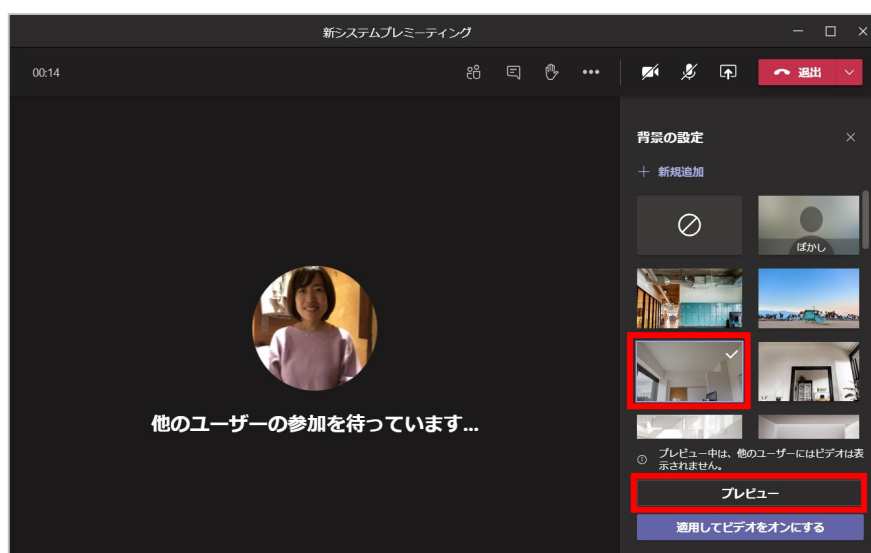 新システムプレミーティング
00:14
退出
背景の設定
新規追加
ぼかし
他のユーザーの参加を待っています...
プレビュー中は、他のユーザーにはビデオは表
示されません。
プレビュー
適用してビデオをオンにする